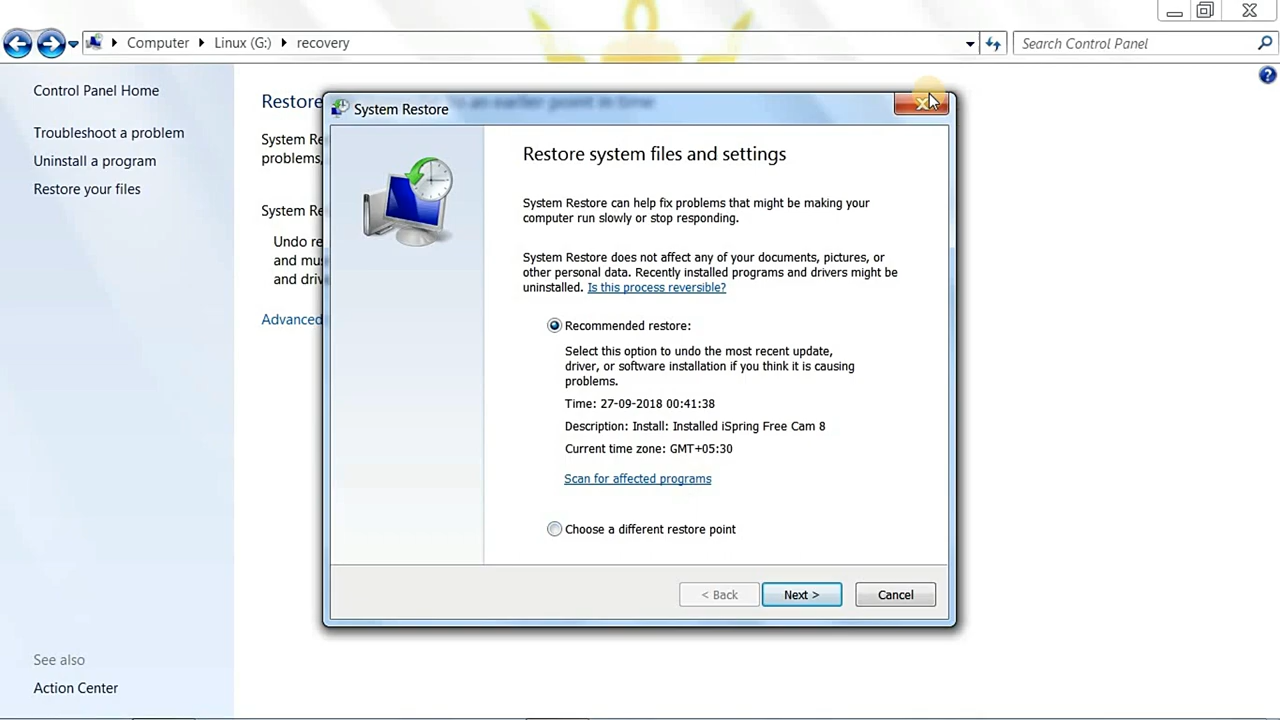 Computer
Linux (G:)
recovery
Search Control Panel
Control Panel Home
Troubleshoot a problem
Uninstall a program
Restore your files
See also
Action Center
Restore
to an earlier point in time
System Re
problems,
System Re
Undo re
and mu
and driv
Advanced
System Restore
X
Restore system files and settings
System Restore can help fix problems that might be making your
computer run slowly or stop responding.
System Restore does not affect any of your documents, pictures, or
other personal data. Recently installed programs and drivers might be
uninstalled. Is this process reversible?
Recommended restore:
Select this option to undo the most recent update,
driver, or software installation if you think it is causing
problems.
Time: 27-09-2018 00:41:38
Description: Install: Installed iSpring Free Cam 8
Current time zone: GMT+05:30
Scan for affected programs
Choose a different restore point
< Back
Next >
Cancel